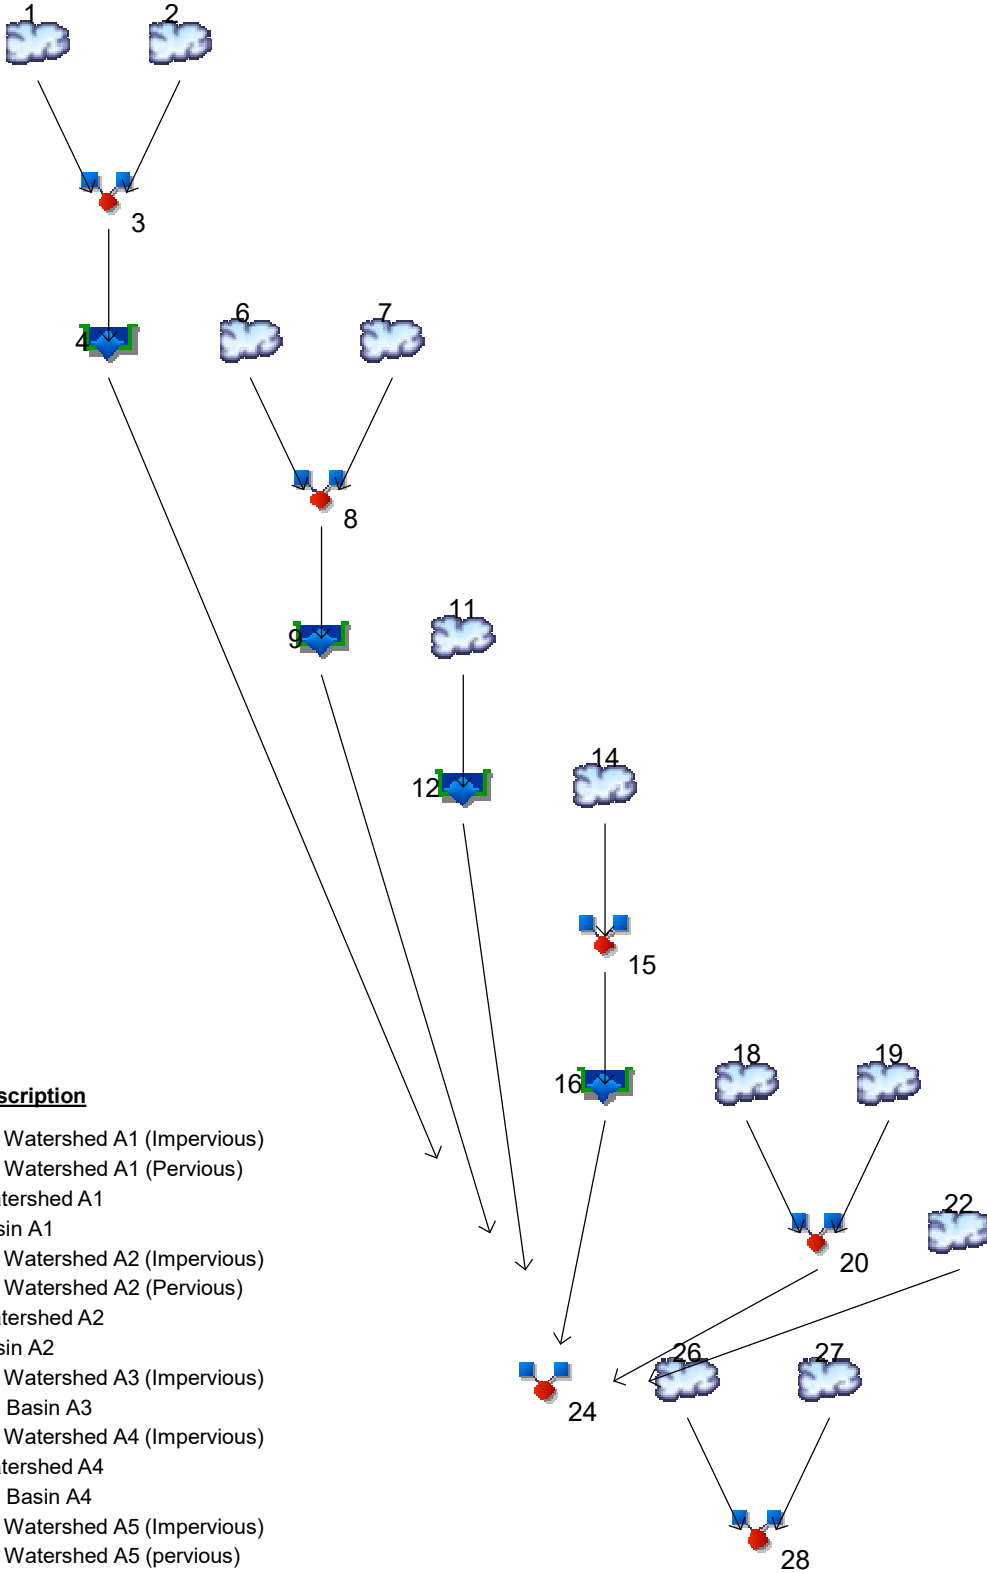 1
2
3
4
6
7
8
9
11
12
14
15
16
18
19
20
22
24
26
27
28
scription
Watershed A1 (Impervious)
Watershed A1 (Pervious)
tershed A1
sin A1
Watershed A2 (Impervious)
Watershed A2 (Pervious)
tershed A2
sin A2
Watershed A3 (Impervious)
Basin A3
Watershed A4 (Impervious)
tershed A4
Basin A4
Watershed A5 (Impervious)
Watershed A5 (pervious)